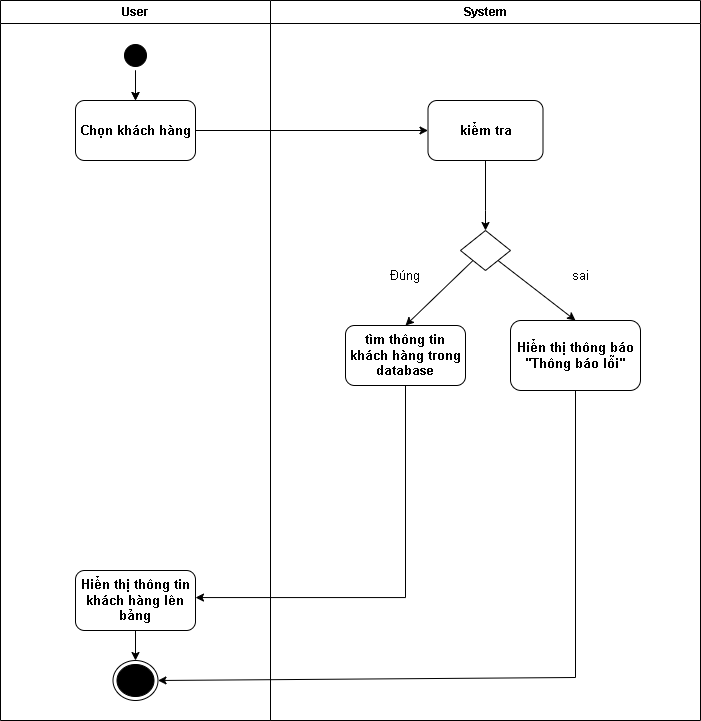 User
System
Chọn khách hàng
kiểm tra
Đúng
sai
tìm thông tin
khách hàng trong
database
Hiển thị thông báo
"Thông báo lỗi"
Hiển thị thông tin
khách hàng lên
bảng